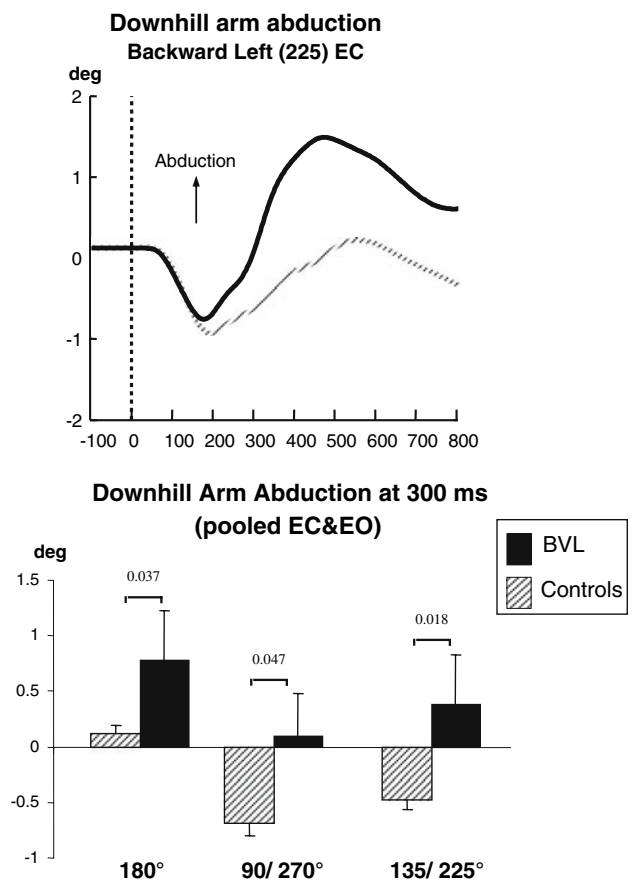 Downhill arm abduction
Backward Left (225) EC
deg
2
1
0
-1
-2
Abduction
-100 0 100 200 300 400 500 600 700 800
Downhill Arm Abduction at 300 ms
(pooled EC&EO)
deg
BVL
Controls
1.5
1
0.5
0
-0.5
-1
0.037
0.047
0.018
180° 90/ 270° 135/ 225°